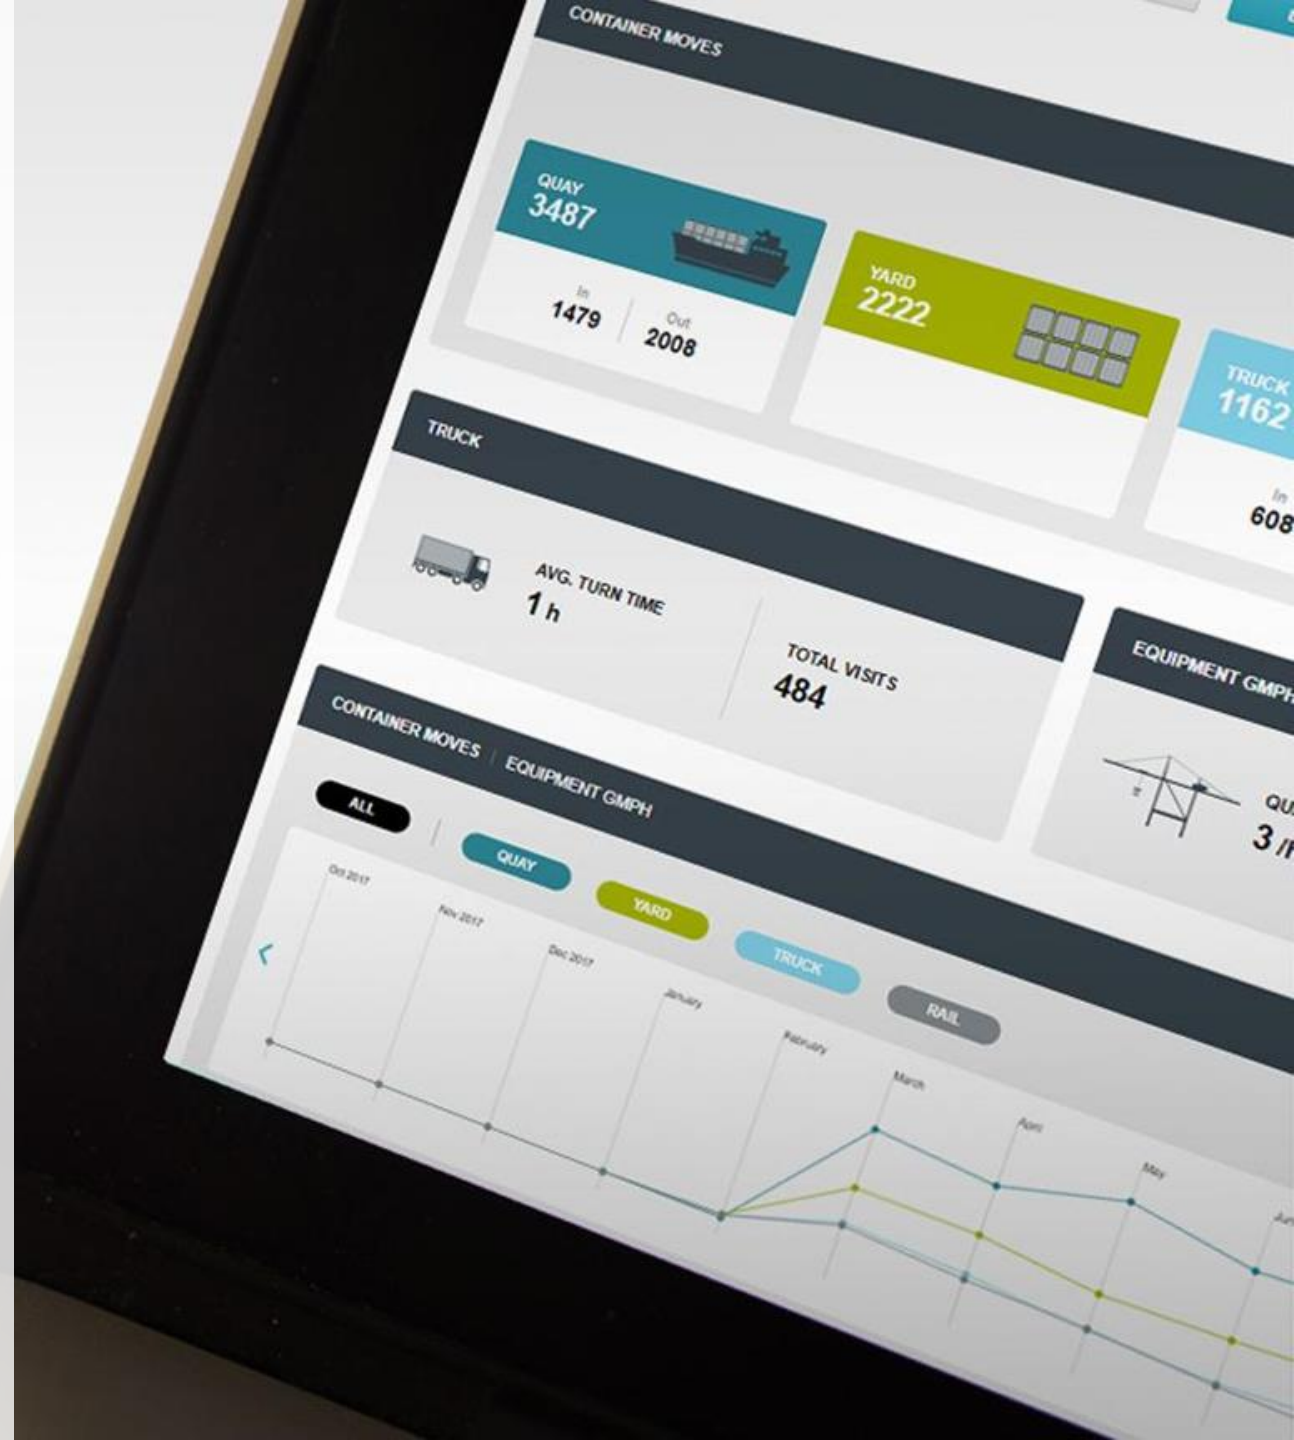 CONTAINER MOVES
QUAY
3487
In
1479
Out
2008
YARD
2222
TRUCK
1162
In
608
TRUCK
AVG. TURN TIME
1 h
TOTAL VISITS
484
EQUIPMENT GMPH
3 /h
CONTAINER MOVES | EQUIPMENT GMPH
ALL
QUAY
YARD
TRUCK
RAIL
Oct 2017
Nov 2017
Dec 2017
January
February
March
April
May